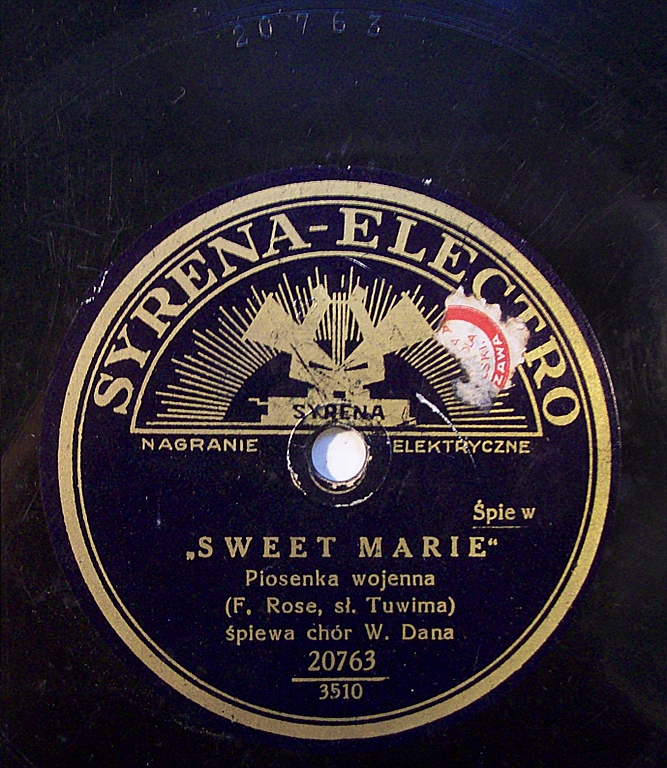 20763
SYRENA-ELECTRO
SYRENA
NAGRANIE ELEKTRYCZNE
Śpiew
„SWEET MARIE“
Piosenka wojenna
(F. Rose, sł. Tuwima)
śpiewa chór W. Dana
20763
3510